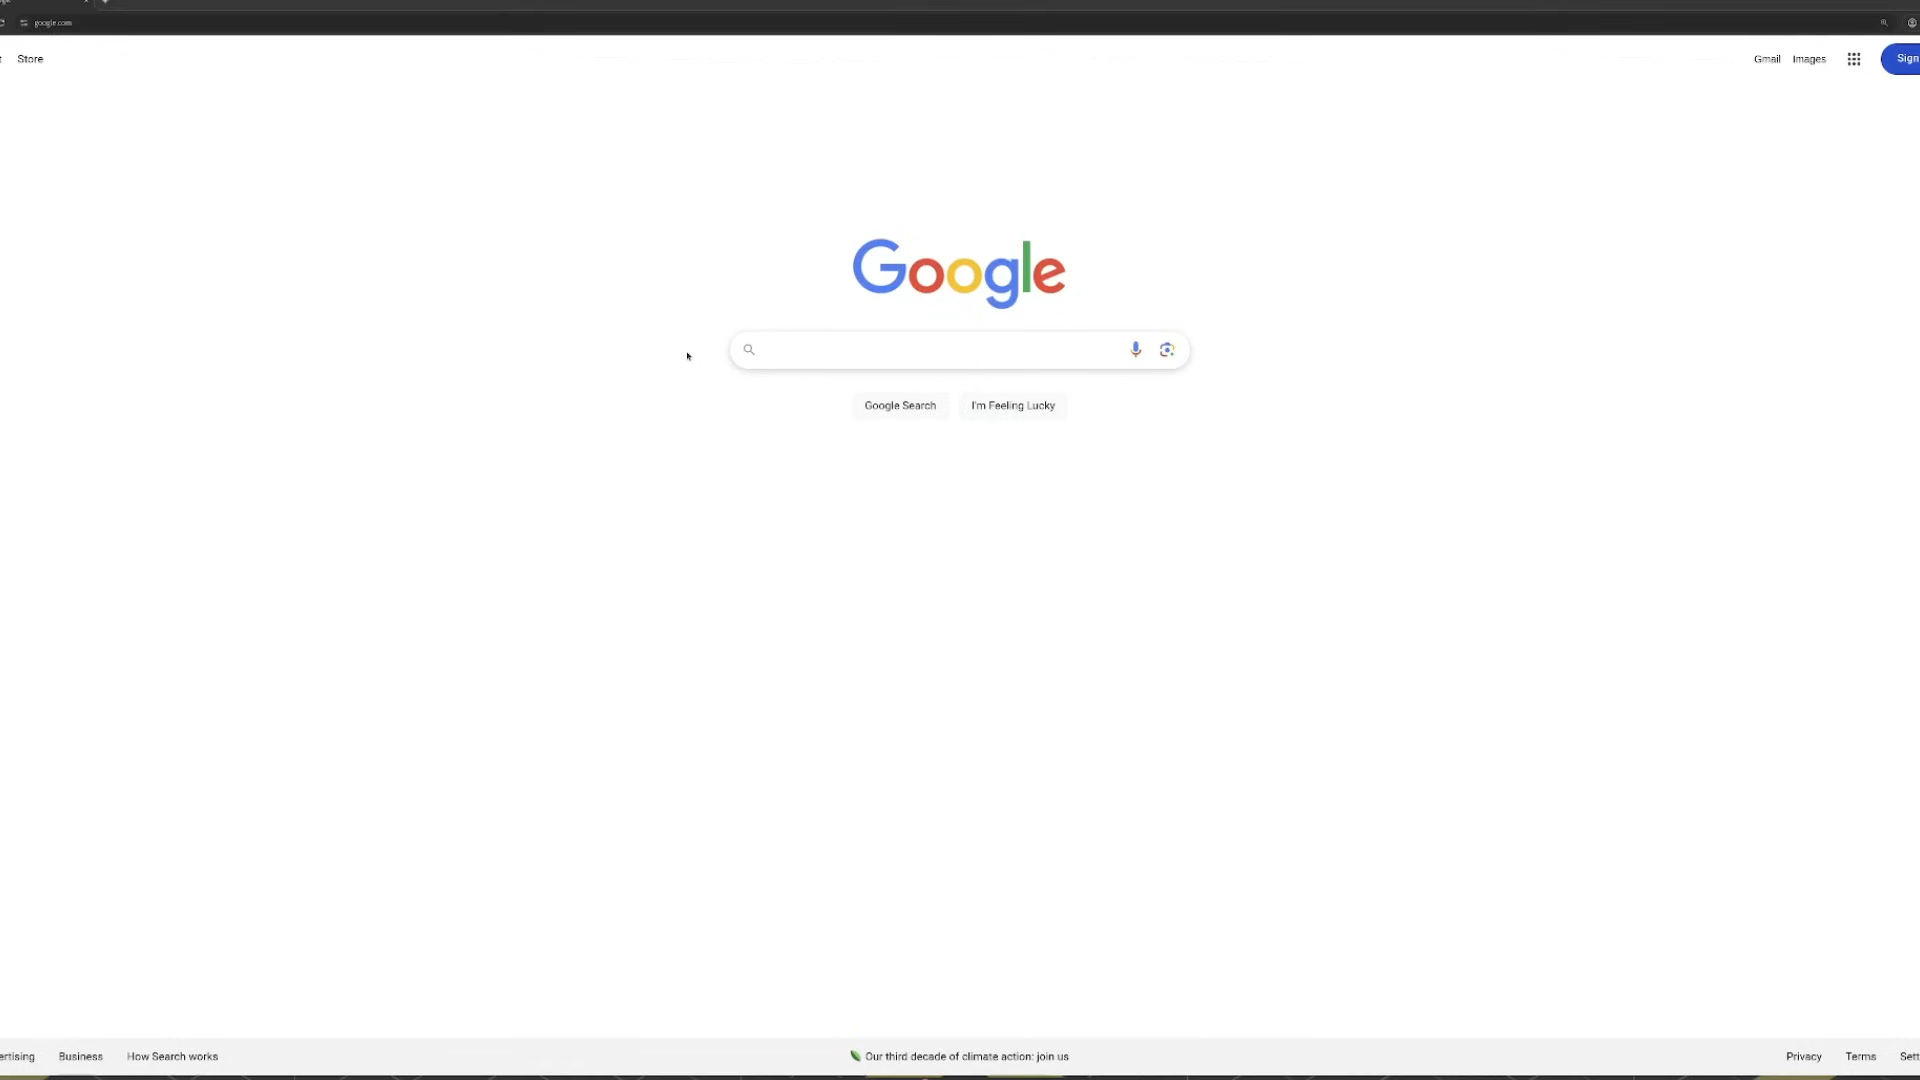 google.com
Store
Gmail Images
Sign
Google
Google Search I'm Feeling Lucky
ertising Business How Search works
Our third decade of climate action: join us
Privacy Terms Sett